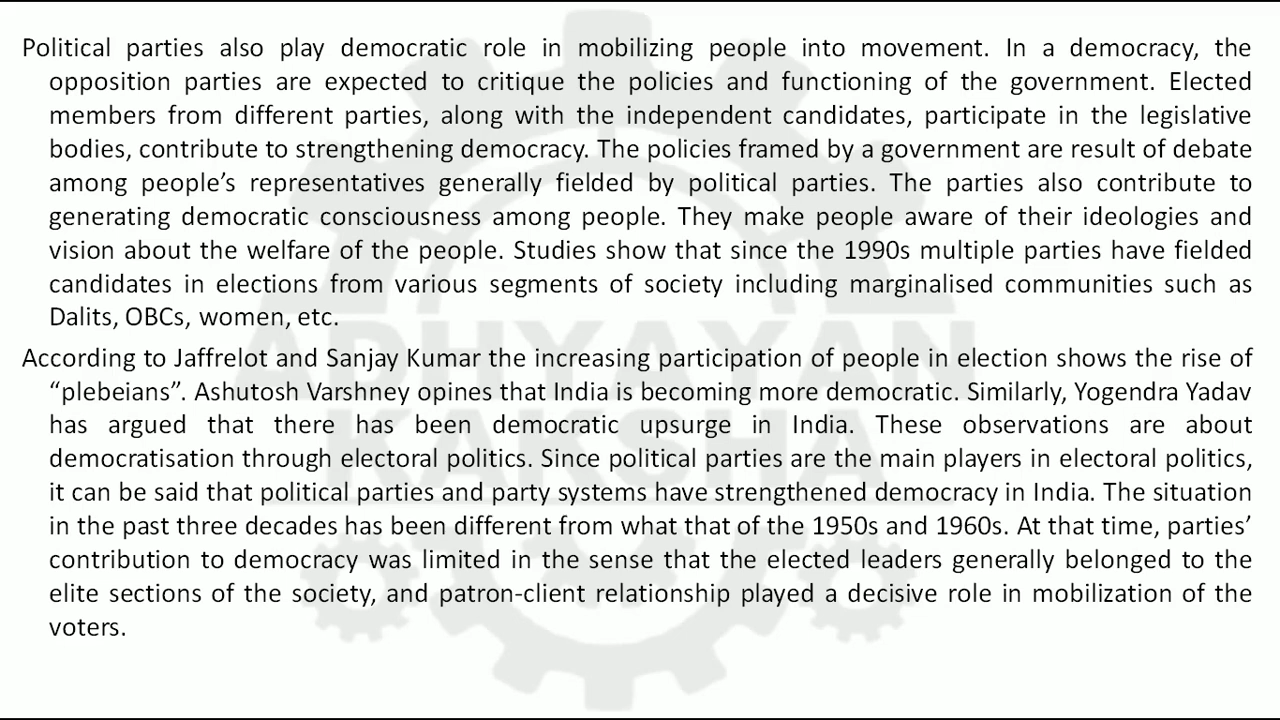 Political parties also play democratic role in mobilizing people into movement. In a democracy, the
opposition parties are expected to critique the policies and functioning of the government. Elected
members from different parties, along with the independent candidates, participate in the legislative
bodies, contribute to strengthening democracy. The policies framed by a government are result of debate
among people’s representatives generally fielded by political parties. The parties also contribute to
generating democratic consciousness among people. They make people aware of their ideologies and
vision about the welfare of the people. Studies show that since the 1990s multiple parties have fielded
candidates in elections from various segments of society including marginalised communities such as
Dalits, OBCs, women, etc.
ADHYAYAN
According to Jaffrelot and Sanjay Kumar the increasing participation of people in election shows the rise of
“plebeians”. Ashutosh Varshney opines that India is becoming more democratic. Similarly, Yogendra Yadav
has argued that there has been democratic upsurge in India. These observations are about
KAKSHA
democratisation through electoral politics. Since political parties are the main players in electoral politics,
it can be said that political parties and party systems have strengthened democracy in India. The situation
in the past three decades has been different from what that of the 1950s and 1960s. At that time, parties’
contribution to democracy was limited in the sense that the elected leaders generally belonged to the
elite sections of the society, and patron-client relationship played a decisive role in mobilization of the
voters.